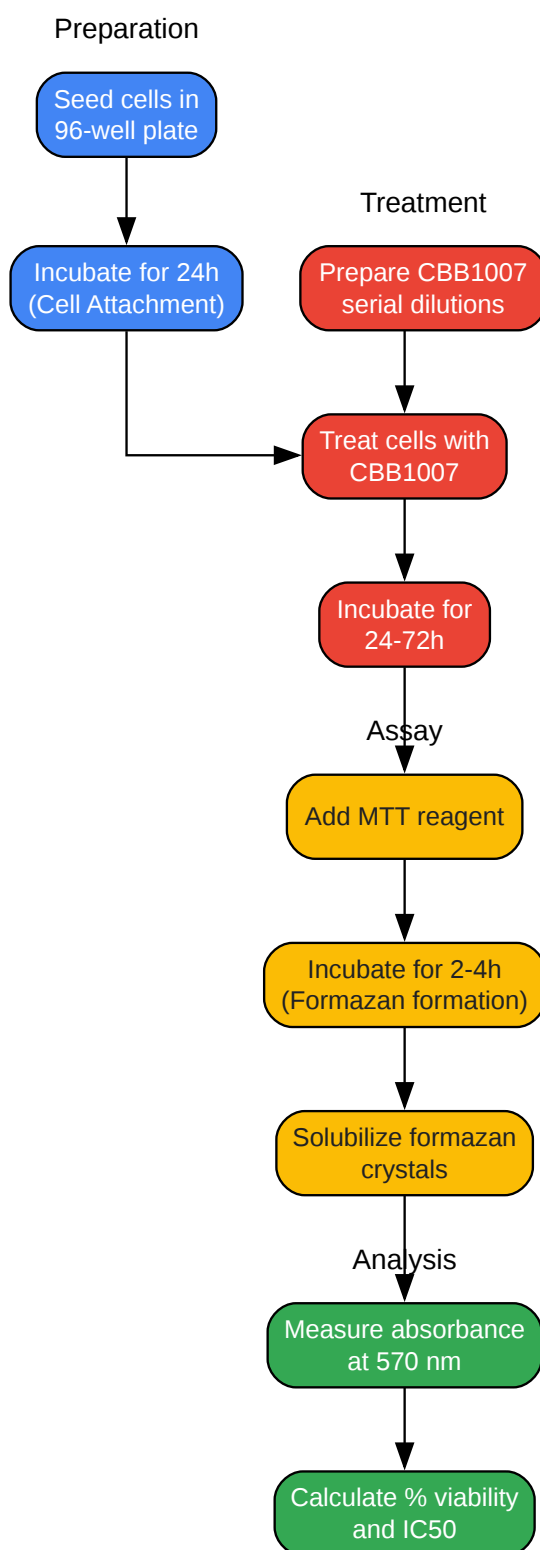 Preparation
Seed cells in
96-well plate
Incubate for 24h
(Cell Attachment)
Treatment
Prepare CBB1007
serial dilutions
Treat cells with
CBB1007
Incubate for
24-72h
Assay
Add MTT reagent
Incubate for 2-4h
(Formazan formation)
Solubilize formazan
crystals
Analysis
Measure absorbance
at 570 nm
Calculate % viability
and IC50